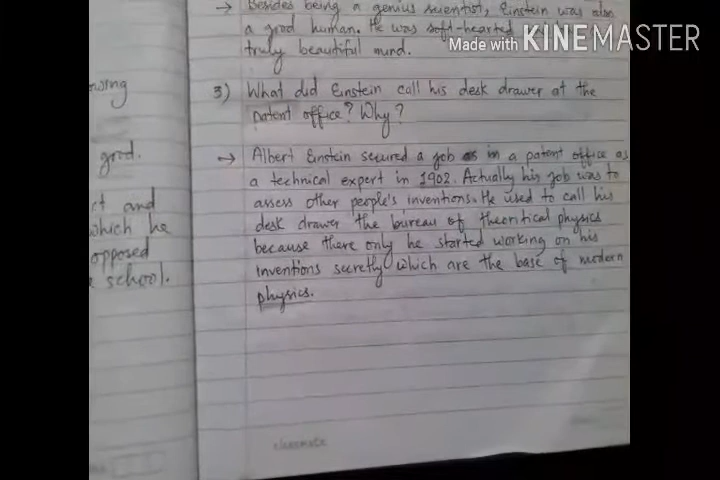 → Besides being a genius scientist, Einstein was also
a good human. He was soft-hearted
truly beautiful mind.
Made with KINEMASTER
owing
good.
ct and
which he
opposed
school.
3) What did Einstein call his desk drawer at the
patent office? Why?
→ Albert Einstein secured a job as in a patent office as
a technical expert in 1902. Actually his job was to
assess other people's inventions. He used to call his
desk drawer the bureau of theoritical physics
because there only he started working on his
inventions secretly which are the base of modern
physics.
classmate